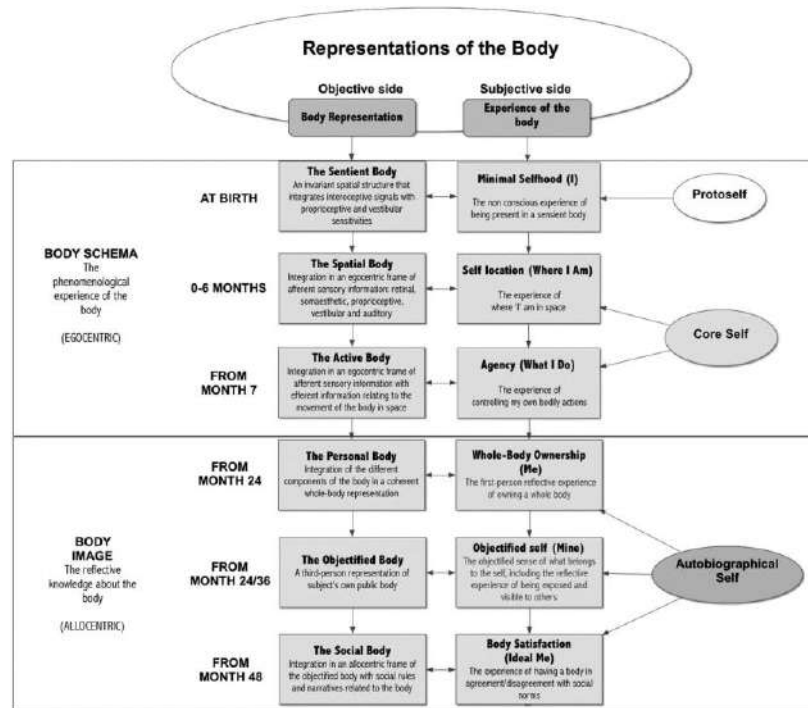 Representations of the Body
Objective side
Subjective side
Body Representation
Experience of the
body
AT BIRTH
The Sentient Body
An invariant spatial structure that
integrates interoceptive signals with
proprioceptive and vestibular
sensitivities
Minimal Selfhood (I)
The non conscious experience of
being present in a sensient body
Protoself
BODY SCHEMA
The
phenomenological
experience of the
body
(EGOCENTRIC)
0-6 MONTHS
The Spatial Body
Integration in an egocentric frame of
afferent sensory information: retinal,
somaesthetic, proprioceptive,
vestibular and auditory
Self location (Where I Am)
The experience of
where 'I' am in space
Core Self
FROM
MONTH 7
The Active Body
Integration in an egocentric frame of
afferent sensory information with
efferent information relating to the
movement of the body in space
Agency (What I Do)
The experience of
controlling my own bodily actions
FROM
MONTH 24
The Personal Body
Integration of the different
components of the body in a coherent
whole-body representation
Whole-Body Ownership
(Me)
The first-person reflective experience
of owning a whole body
BODY
IMAGE
The reflective
knowledge about the
body
(ALLOCENTRIC)
FROM
MONTH 24/36
The Objectified Body
A third-person representation of
subject's own public body
Objectified self (Mine)
The objectified sense of what belongs
to the self, including the reflective
experience of being exposed and
visible to others
Autobiographical
Self
FROM
MONTH 48
The Social Body
Integration in an allocentric frame of
the objectified body with social rules
and narratives related to the body
Body Satisfaction
(Ideal Me)
The experience of having a body in
agreement/disagreement with social
norms